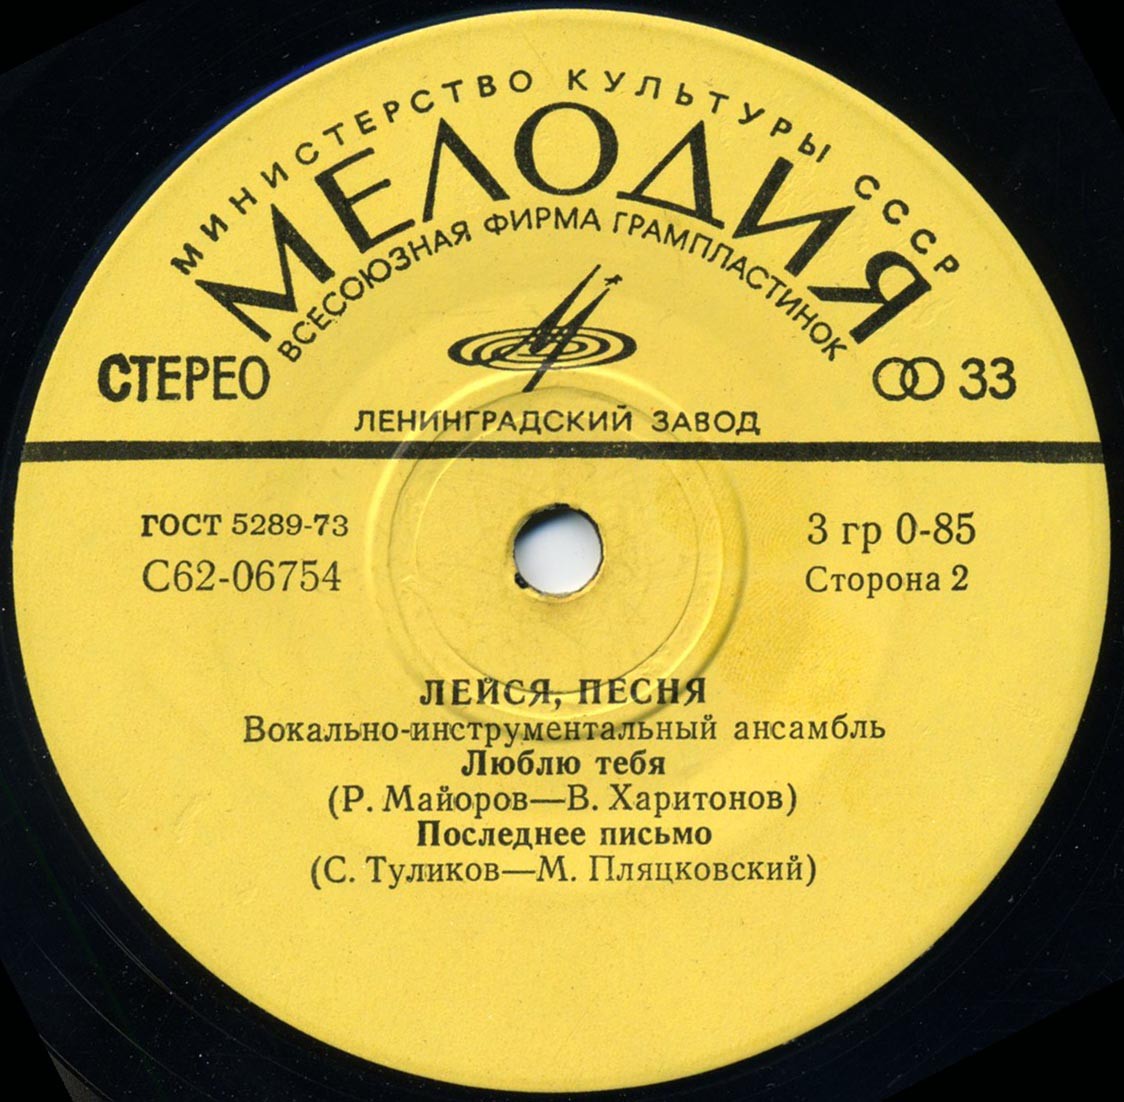 МИНИСТЕРСТВО КУЛЬТУРЫ СССР
МЕЛОДИЯ
ВСЕСОЮЗНАЯ ФИРМА ГРАМПЛАСТИНОК
СТЕРЕО
33
ЛЕНИНГРАДСКИЙ ЗАВОД
ГОСТ 5289-73
3 гр 0-85
С62-06754
Сторона 2
ЛЕЙСЯ, ПЕСНЯ
Вокально-инструментальный ансамбль
Люблю тебя
(Р. Майоров—В. Харитонов)
Последнее письмо
(С. Туликов—М. Пляцковский)